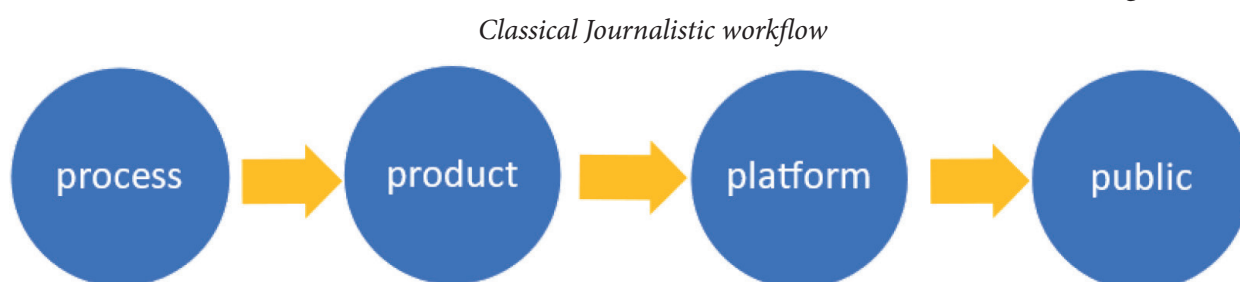 Classical Journalistic workflow
process
product
platform
public